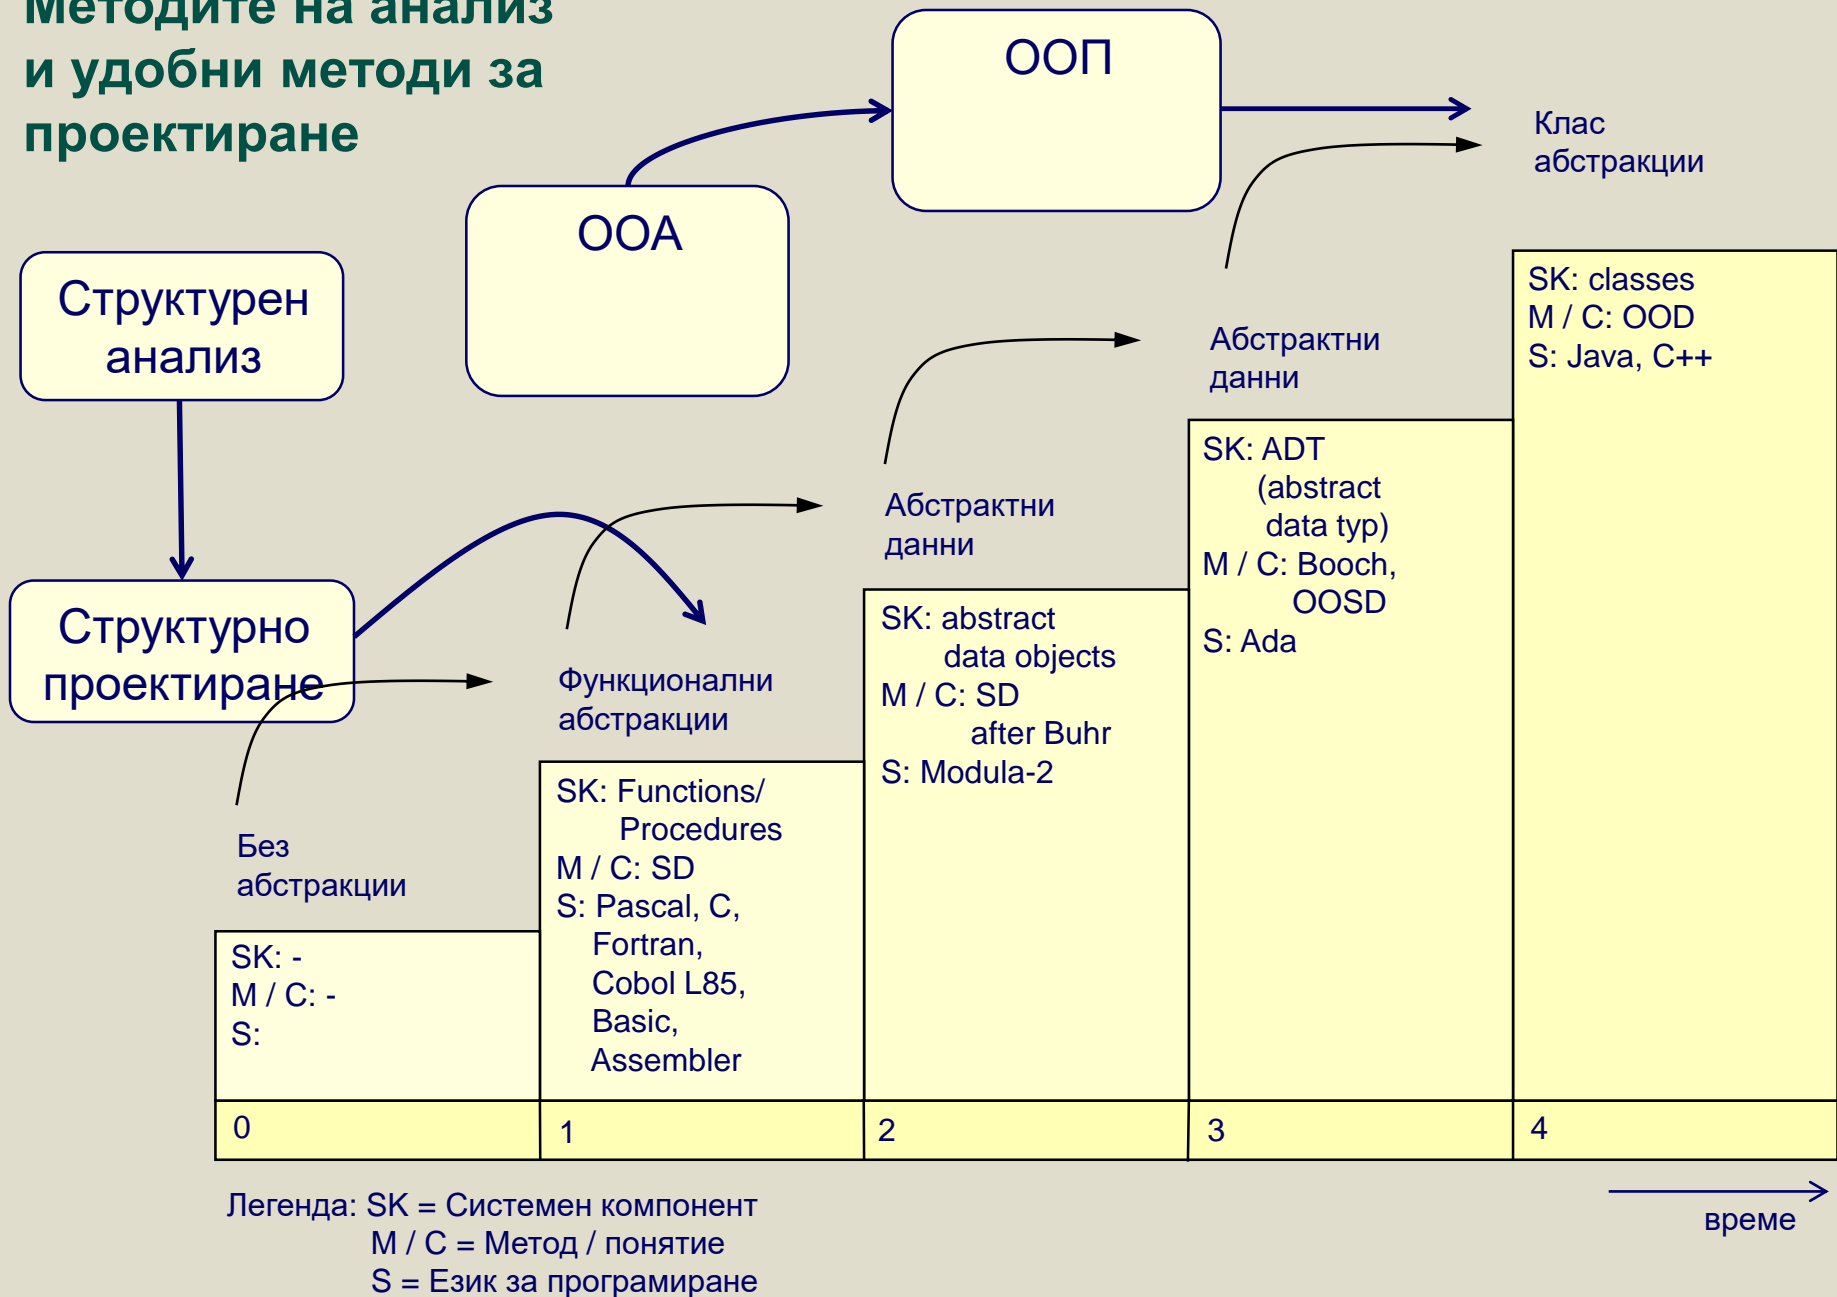 Методите на анализ
и удобни методи за
проектиране
ООП
Клас
абстракции
ООА
Структурен
анализ
SK: classes
M / C: OOD
S: Java, C++
Абстрактни
данни
SK: ADT
(abstract
data typ)
M / C: Booch,
OOSD
S: Ada
Абстрактни
данни
SK: abstract
data objects
M / C: SD
after Buhr
S: Modula-2
Структурно
проектиране
Функционални
абстракции
SK: Functions/
Procedures
M / C: SD
S: Pascal, C,
Fortran,
Cobol L85,
Basic,
Assembler
Без
абстракции
SK: -
M / C: -
S:
0
1
2
3
4
Легенда: SK = Системен компонент
M / C = Метод / понятие
S = Език за програмиране
време